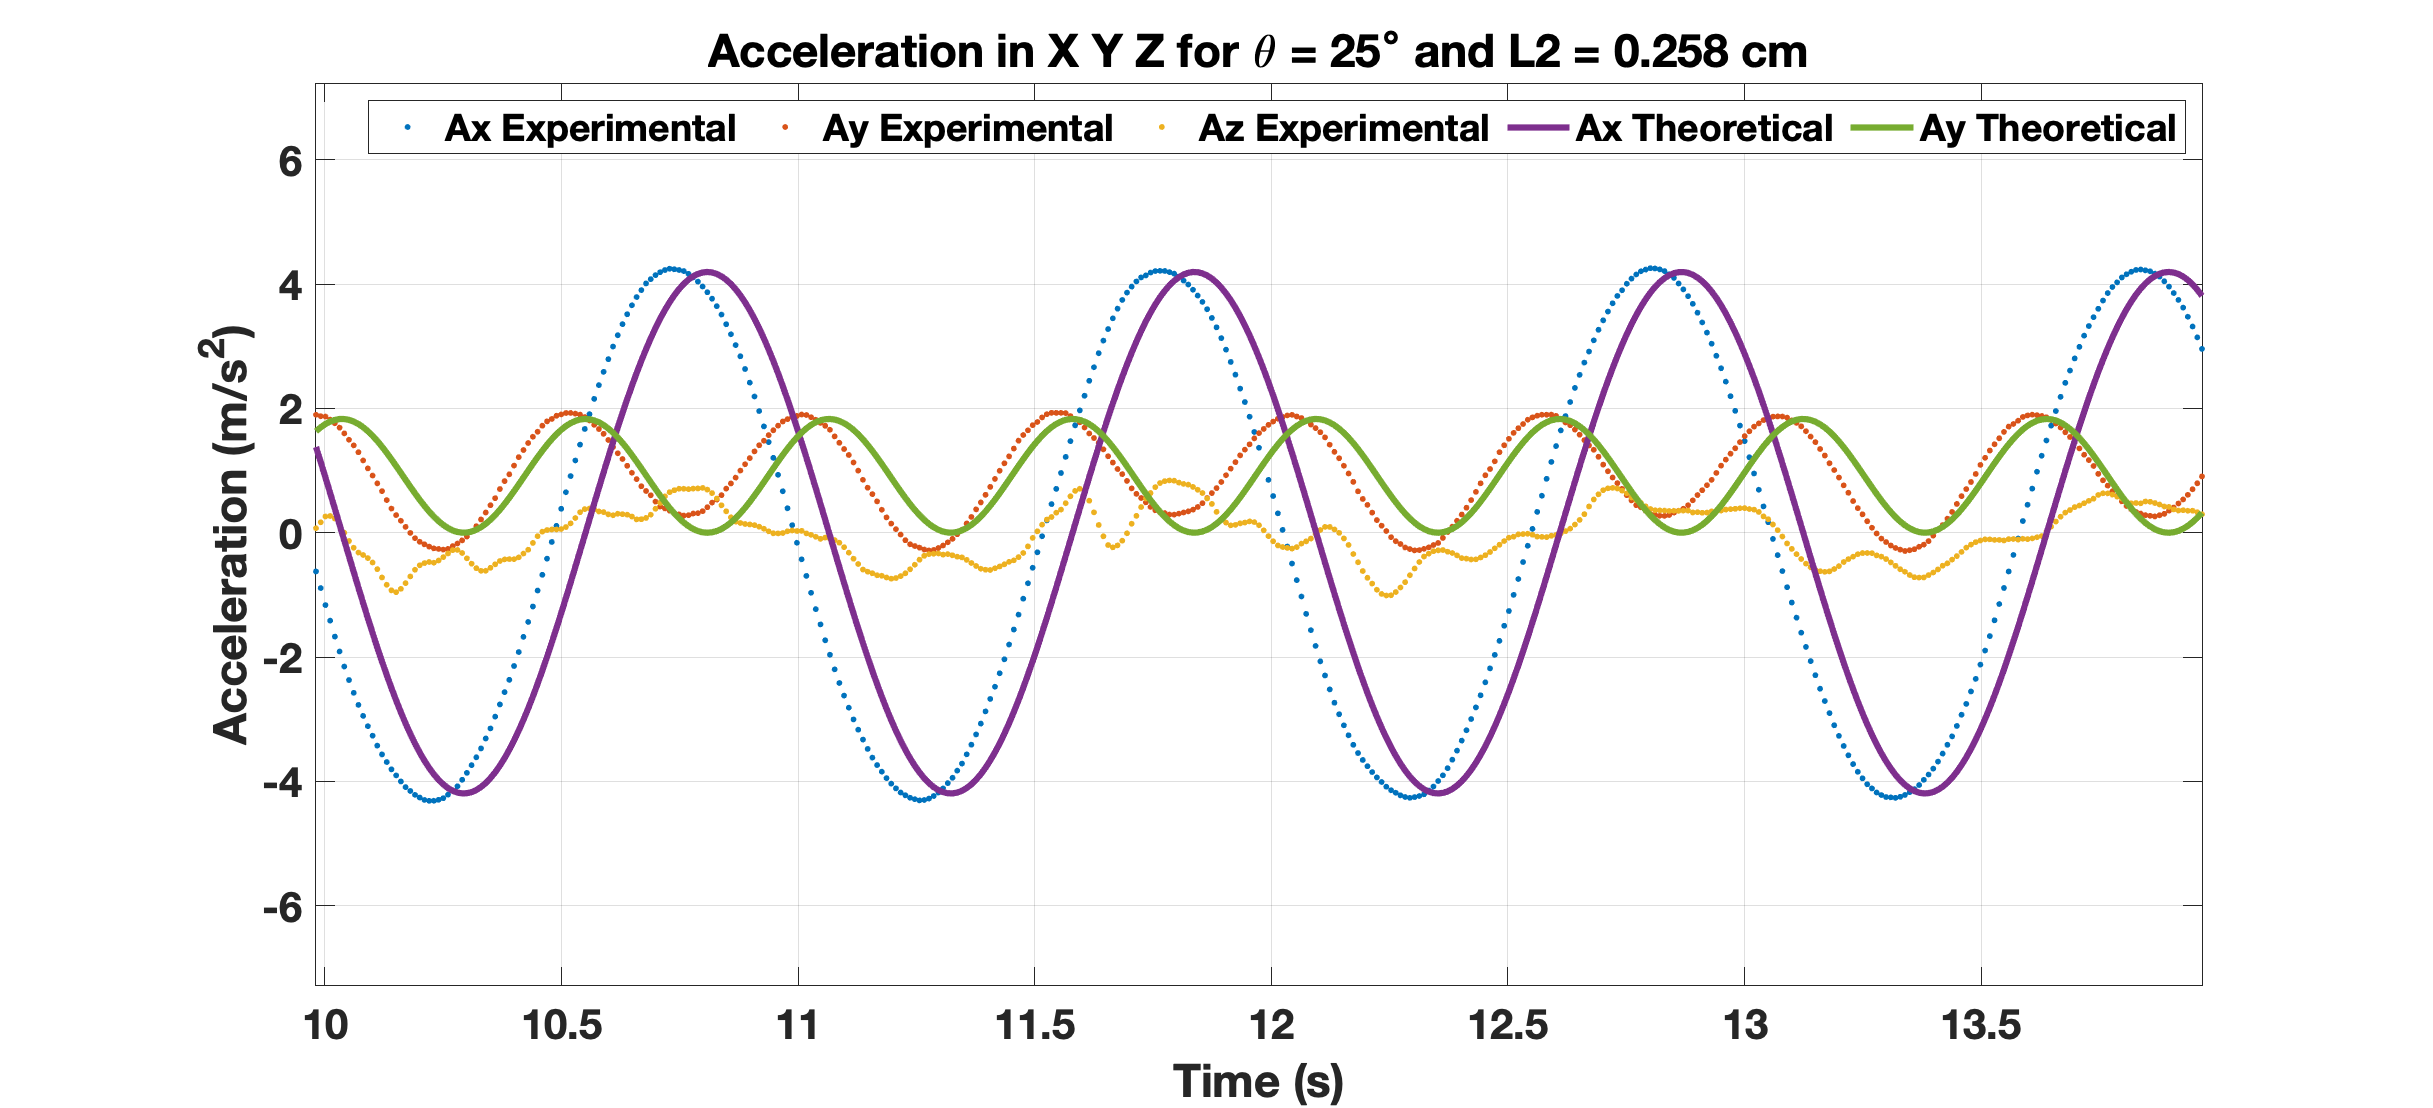 Acceleration in X Y Z for θ = 25° and L2 = 0.258 cm
Ax Experimental Ay Experimental Az Experimental Ax Theoretical Ay Theoretical
6
4
2
0
-2
-4
-6
Acceleration (m/s²)
10 10.5 11 11.5 12 12.5 13 13.5
Time (s)